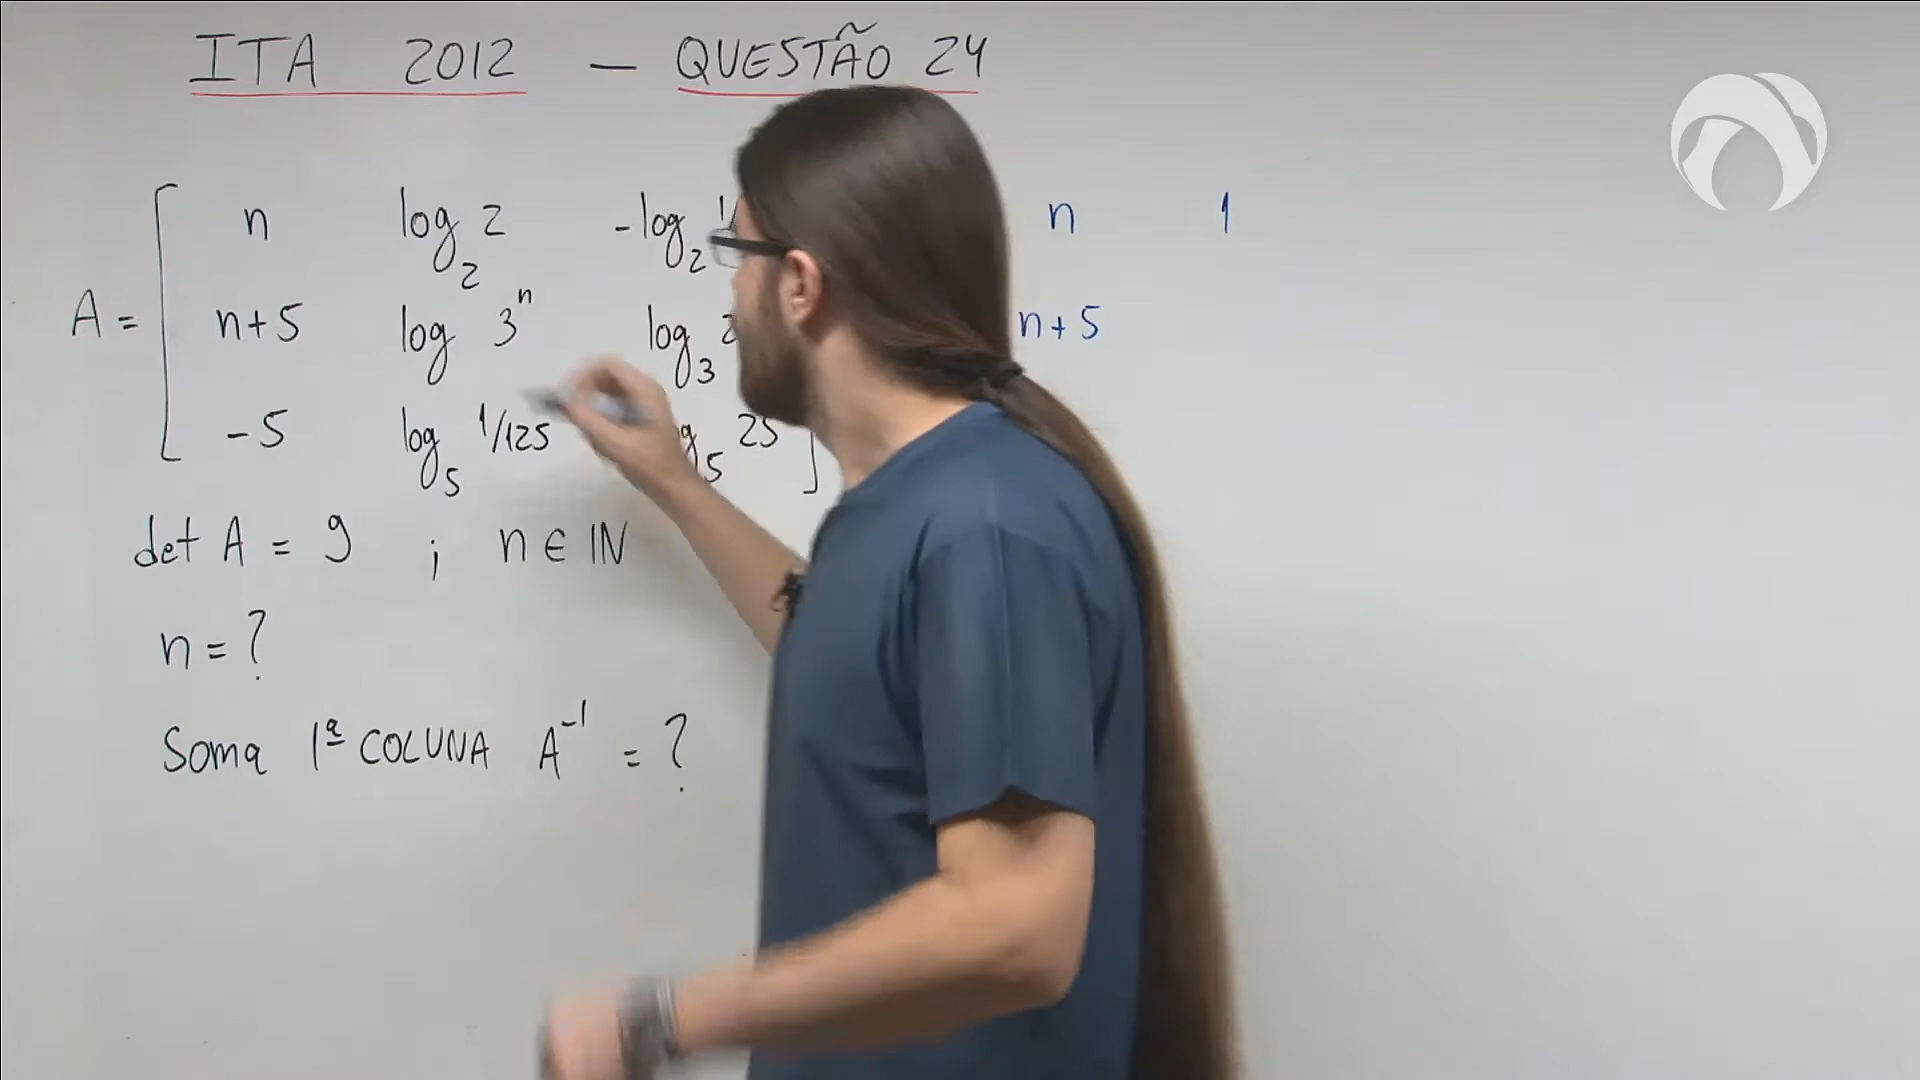 ITA 2012 – QUESTÃO 24
n log₂ 2 -log₂ n 1
A = n+5 log 3ⁿ log₃ n+5
-5 log₅ 1/125 25
det A = 9 ; n ∈ IN
n = ?
Soma 1ª COLUNA A⁻¹ = ?